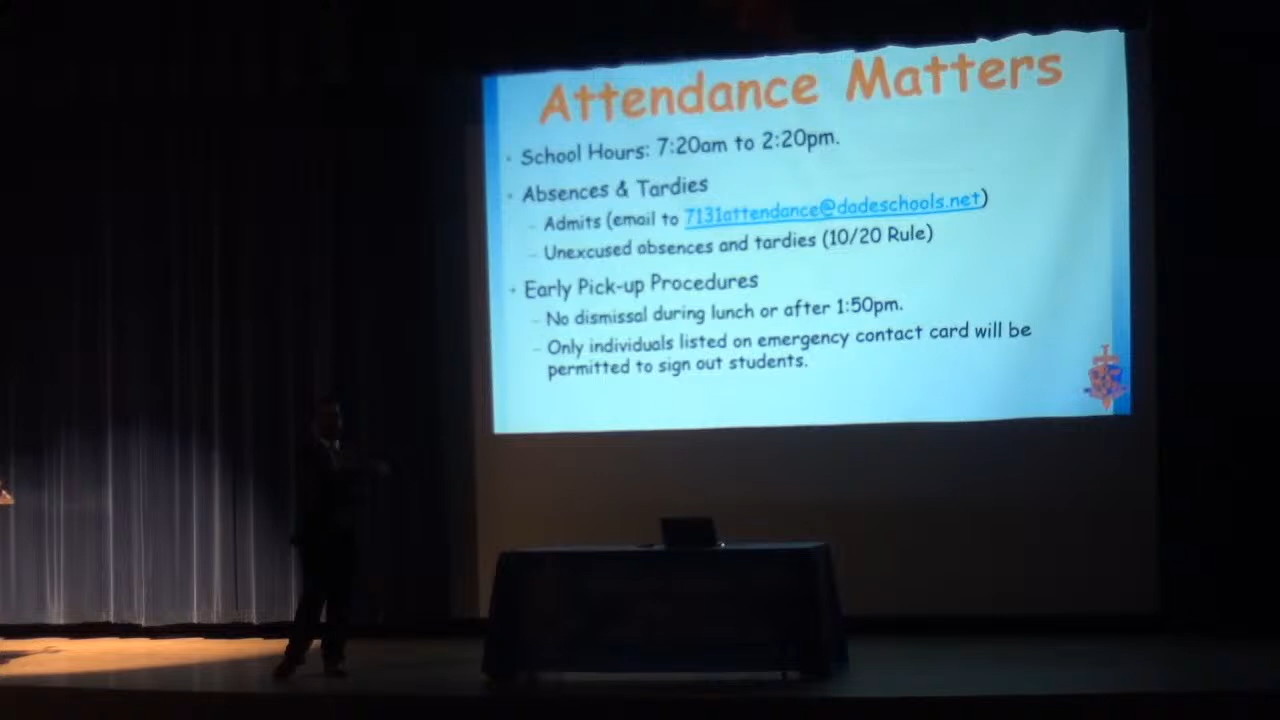 Attendance Matters
• School Hours: 7:20am to 2:20pm.
• Absences & Tardies
– Admits (email to 7131attendance@dadeschools.net)
– Unexcused absences and tardies (10/20 Rule)
• Early Pick-up Procedures
– No dismissal during lunch or after 1:50pm.
– Only individuals listed on emergency contact card will be
permitted to sign out students.